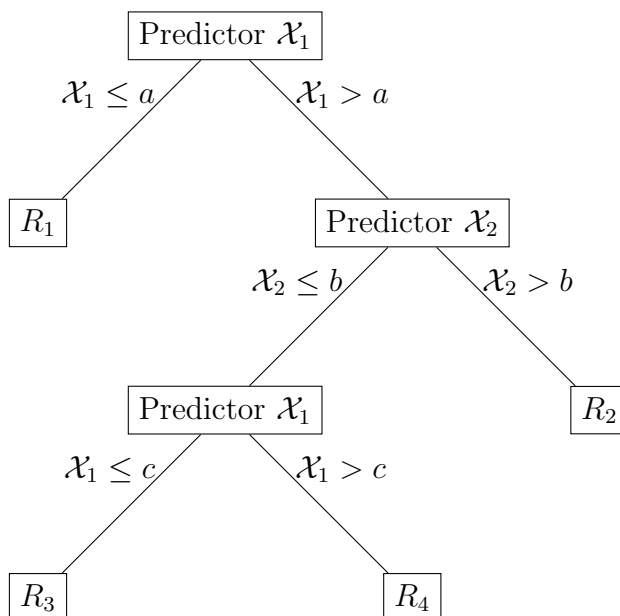 Predictor 𝒳₁
𝒳₁ ≤ a 𝒳₁ > a
R₁ Predictor 𝒳₂
𝒳₂ ≤ b 𝒳₂ > b
Predictor 𝒳₁ R₂
𝒳₁ ≤ c 𝒳₁ > c
R₃ R₄